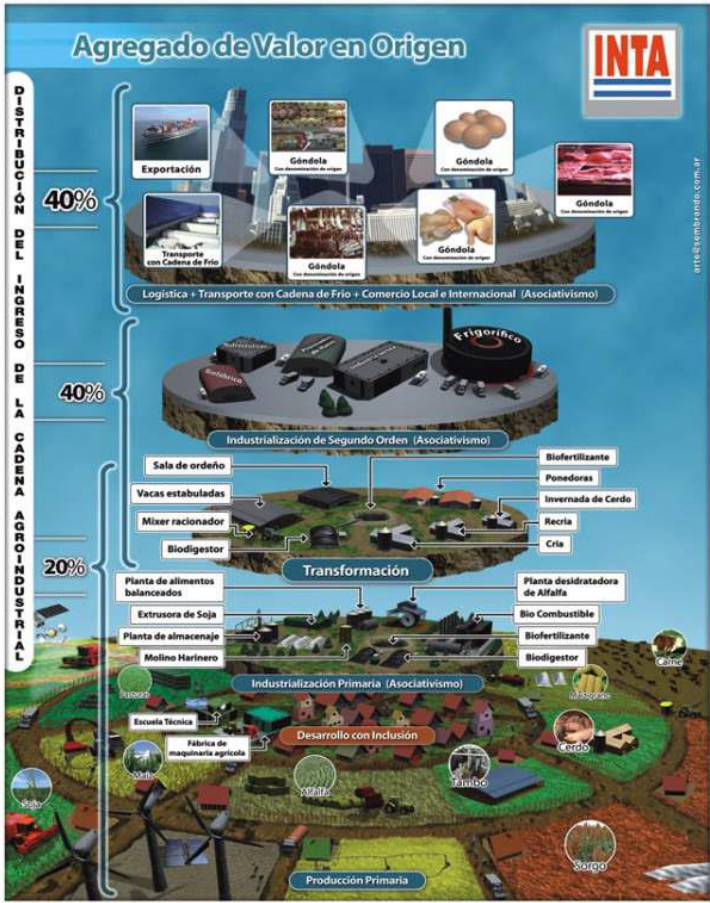 Agregado de Valor en Origen
INTA
DISTRIBUCIÓN DEL INGRESO DE LA CADENA AGROINDUSTRIAL
arte@sembrando.com.ar
40%
Exportación
Góndola
Con denominación de origen
Góndola
Con denominación de origen
Góndola
Con denominación de origen
Transporte
con Cadena de Frío
Góndola
Con denominación de origen
Góndola
Con denominación de origen
Logística + Transporte con Cadena de Frio + Comercio Local e Internacional (Asociativismo)
40%
Biofábrica
Frigorífico
Industrialización de Segundo Orden (Asociativismo)
20%
Sala de ordeño
Vacas estabuladas
Mixer racionador
Biodigestor
Biofertilizante
Ponedoras
Invernada de Cerdo
Recria
Cria
Transformación
Planta de alimentos
balanceados
Extrusora de Soja
Planta de almacenaje
Molino Harinero
Planta desidratadora
de Alfalfa
Bio Combustible
Biofertilizante
Biodigestor
Industrialización Primaria (Asociativismo)
Carne
Pasturas
Escuela Técnica
Fábrica de
maquinaria agrícola
Desarrollo con Inclusión
Cerdo
Maíz
Alfalfa
Tambo
Soja
Sorgo
Producción Primaria